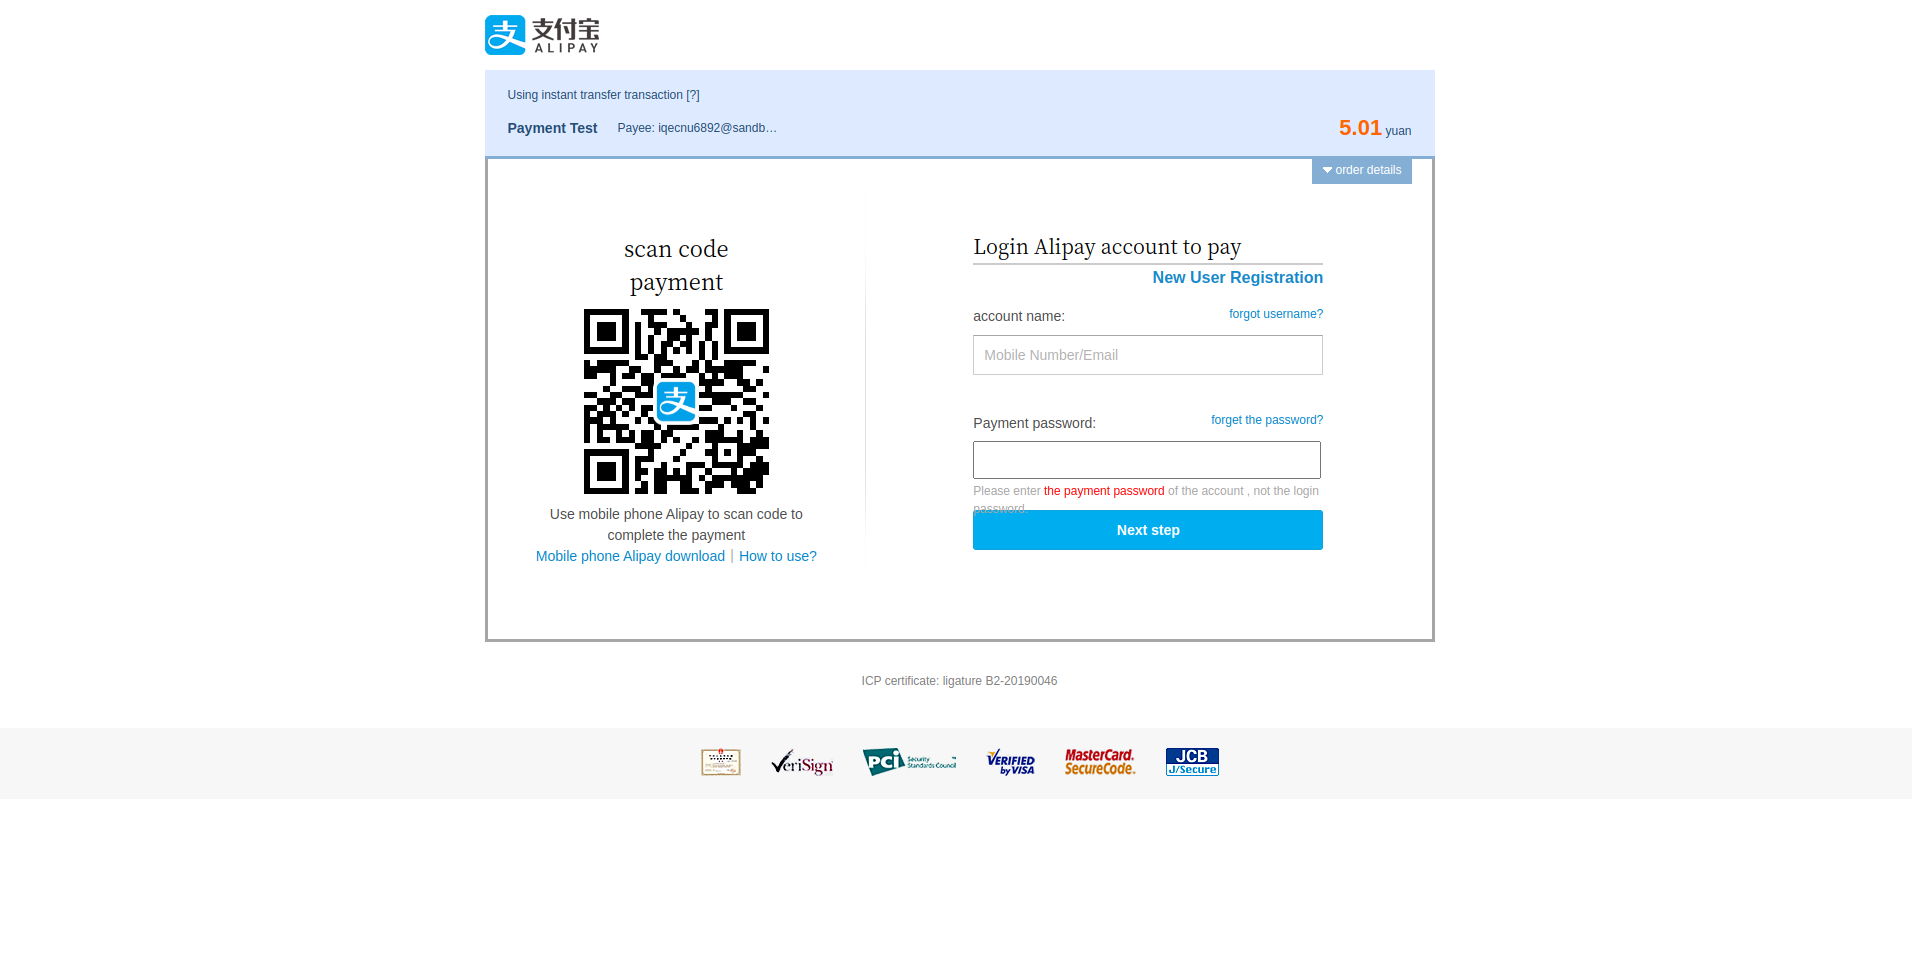 支付宝
ALIPAY
Using instant transfer transaction [?]
Payment Test Payee: iqecnu6892@sandb…
5.01 yuan
order details
scan code
payment
支
Use mobile phone Alipay to scan code to
complete the payment
Mobile phone Alipay download | How to use?
Login Alipay account to pay
New User Registration
account name: forgot username?
Mobile Number/Email
Payment password: forget the password?
Please enter the payment password of the account , not the login
password.
Next step
ICP certificate: ligature B2-20190046
VeriSign
PCi Security
Standards Council
VERIFIED
by VISA
MasterCard.
SecureCode.
JCB
J/Secure